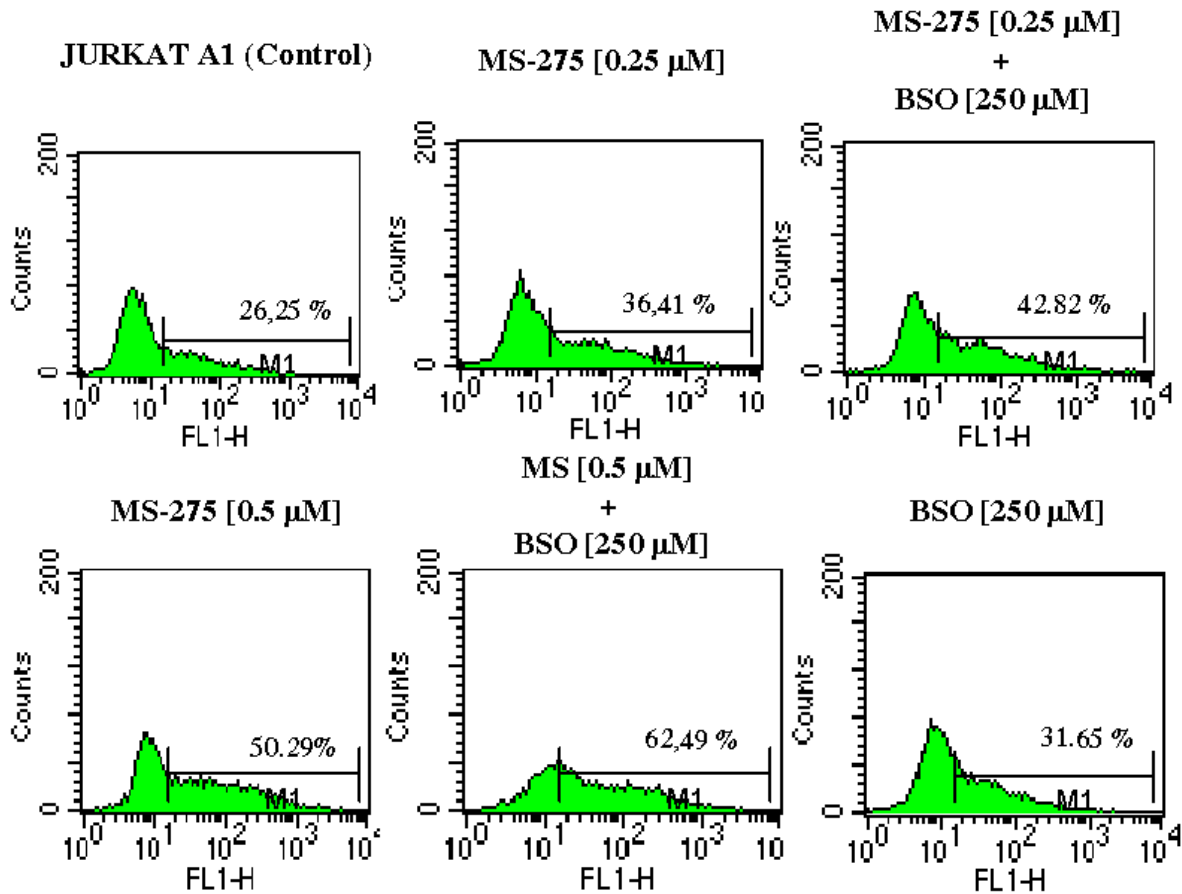 JURKAT A1 (Control)
200
Counts
0
26,25 %
M1
10^0 10^1 10^2 10^3 10^4
FL1-H
MS-275 [0.25 µM]
200
Counts
0
36,41 %
M1
10^0 10^1 10^2 10^3 10
FL1-H
MS-275 [0.25 µM]
+
BSO [250 µM]
200
Counts
0
42.82 %
M1
10^0 10^1 10^2 10^3 10^4
FL1-H
MS-275 [0.5 µM]
200
Counts
0
50.29%
M1
10^0 10^1 10^2 10^3 10^4
FL1-H
MS [0.5 µM]
+
BSO [250 µM]
200
Counts
0
62,49 %
M1
10^0 10^1 10^2 10^3 10
FL1-H
BSO [250 µM]
200
Counts
0
31.65 %
M1
10^0 10^1 10^2 10^3 10^4
FL1-H